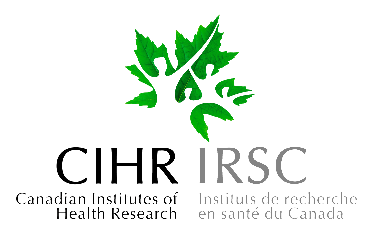 CIHR IRSC
Canadian Institutes of Health Research
Instituts de recherche en santé du Canada